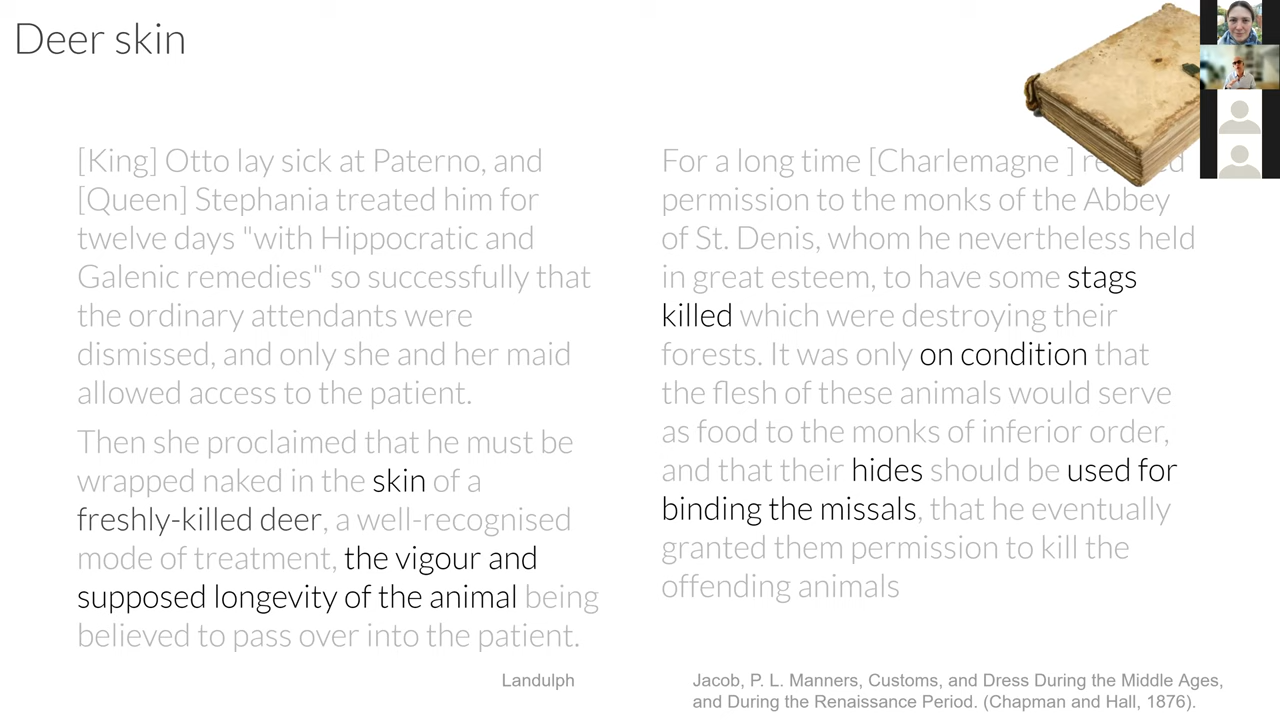 Deer skin
[King] Otto lay sick at Paterno, and
[Queen] Stephania treated him for
twelve days "with Hippocratic and
Galenic remedies" so successfully that
the ordinary attendants were
dismissed, and only she and her maid
allowed access to the patient.
Then she proclaimed that he must be
wrapped naked in the skin of a
freshly-killed deer, a well-recognised
mode of treatment, the vigour and
supposed longevity of the animal being
believed to pass over into the patient.
Landulph
For a long time [Charlemagne ]
permission to the monks of the Abbey
of St. Denis, whom he nevertheless held
in great esteem, to have some stags
killed which were destroying their
forests. It was only on condition that
the flesh of these animals would serve
as food to the monks of inferior order,
and that their hides should be used for
binding the missals, that he eventually
granted them permission to kill the
offending animals
Jacob, P. L. Manners, Customs, and Dress During the Middle Ages,
and During the Renaissance Period. (Chapman and Hall, 1876).